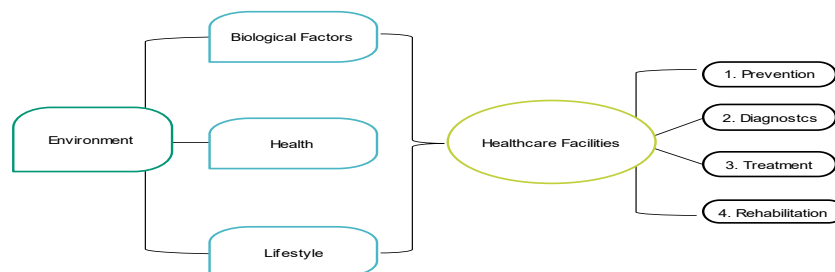 Environment
Biological Factors
Health
Lifestyle
Healthcare Facilities
1. Prevention
2. Diagnostcs
3. Treatment
4. Rehabilitation